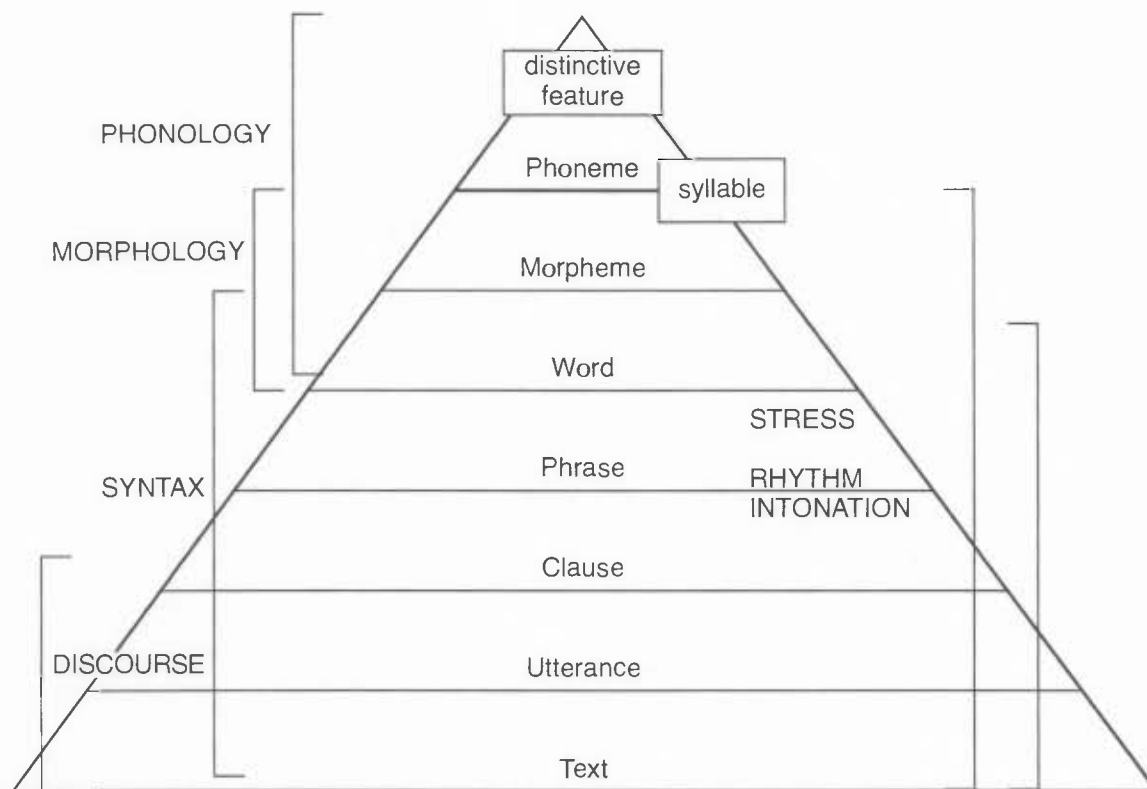 distinctive
feature
PHONOLOGY
Phoneme
syllable
MORPHOLOGY
Morpheme
Word
STRESS
SYNTAX
Phrase
RHYTHM
INTONATION
Clause
DISCOURSE
Utterance
Text